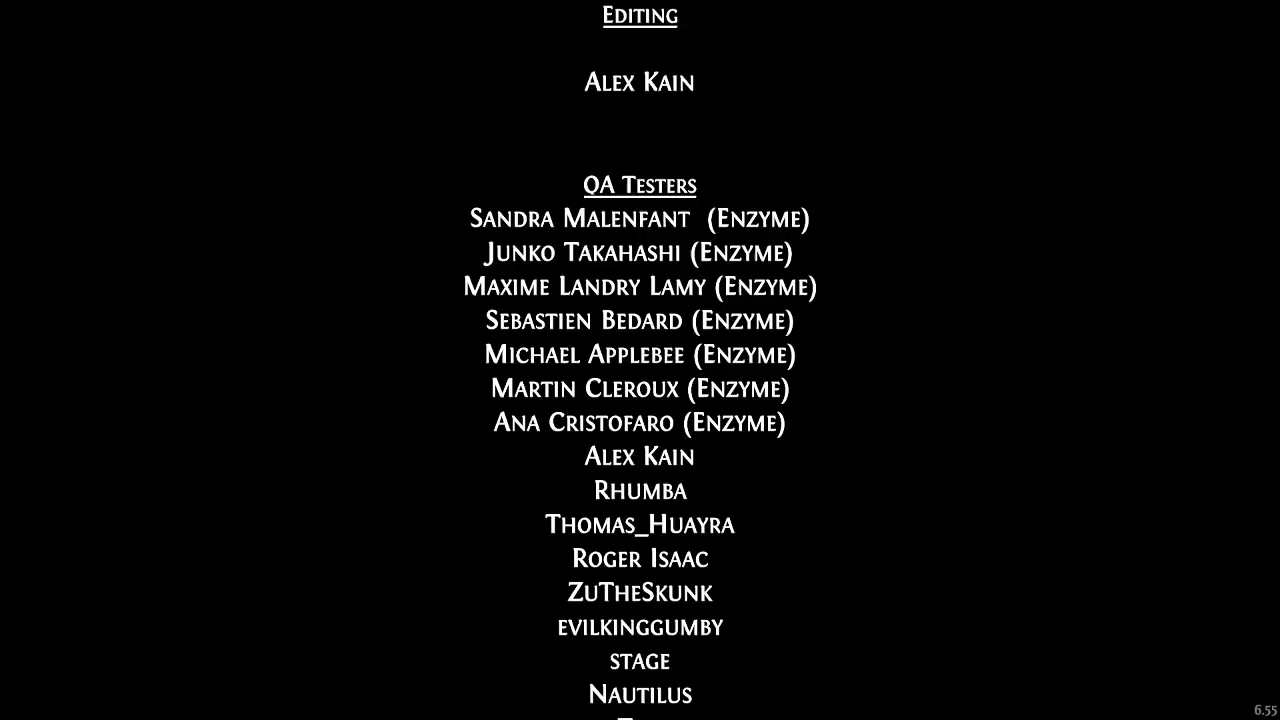 Editing
Alex Kain
QA Testers
Sandra Malenfant  (Enzyme)
Junko Takahashi (Enzyme)
Maxime Landry Lamy (Enzyme)
Sebastien Bedard (Enzyme)
Michael Applebee (Enzyme)
Martin Cleroux (Enzyme)
Ana Cristofaro (Enzyme)
Alex Kain
Rhumba
Thomas_Huayra
Roger Isaac
ZuTheSkunk
evilkinggumby
stage
Nautilus
6.55